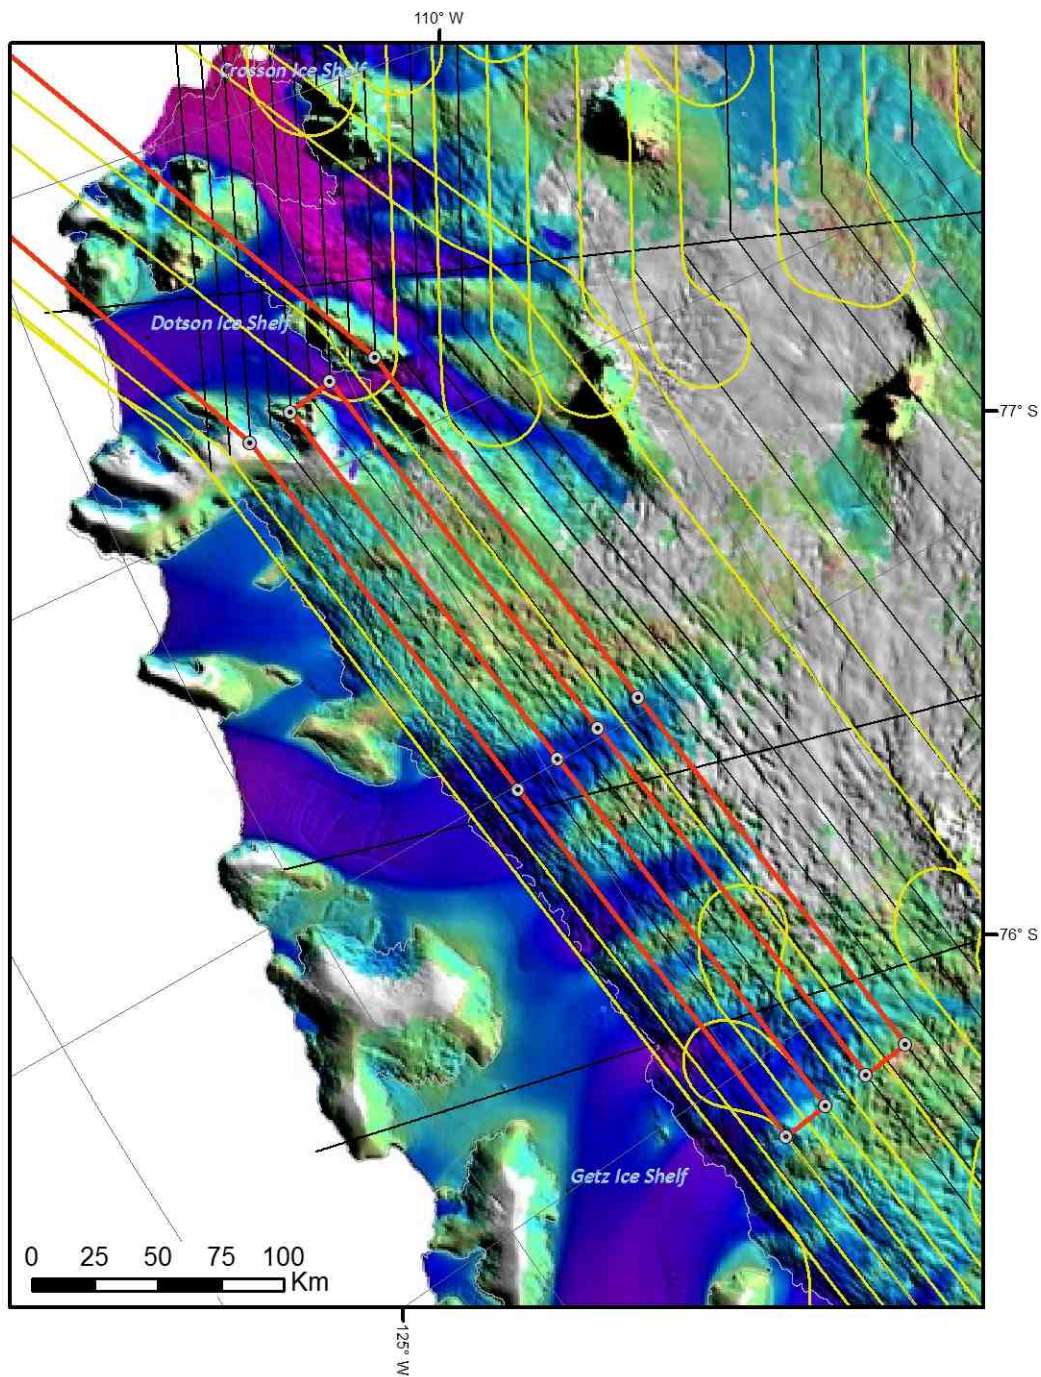 110° W
Crosson Ice Shelf
Dotson Ice Shelf
77° S
76° S
Getz Ice Shelf
0 25 50 75 100
Km
125° W